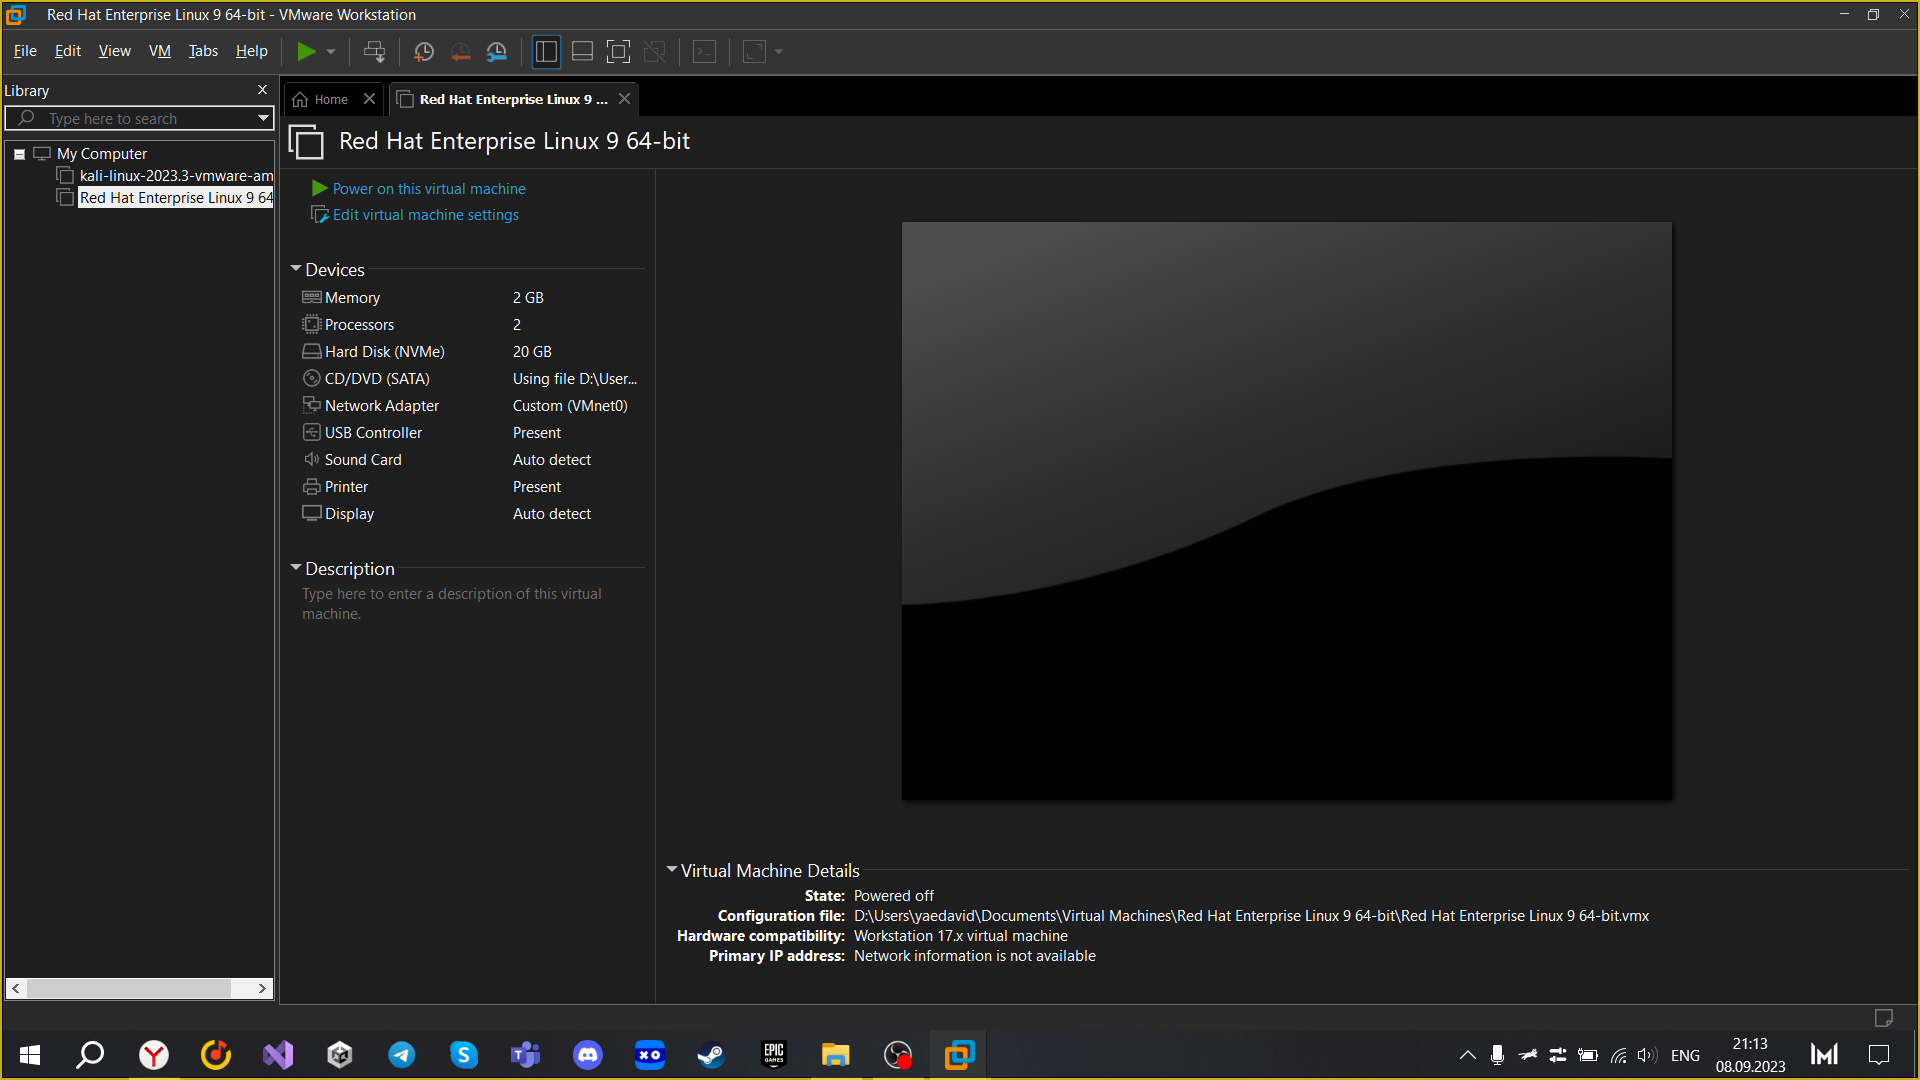 Red Hat Enterprise Linux 9 64-bit - VMware Workstation
File Edit View VM Tabs Help
Library
Type here to search
My Computer
kali-linux-2023.3-vmware-am
Red Hat Enterprise Linux 9 64
Home
Red Hat Enterprise Linux 9 ...
Red Hat Enterprise Linux 9 64-bit
Power on this virtual machine
Edit virtual machine settings
Devices
Memory 2 GB
Processors 2
Hard Disk (NVMe) 20 GB
CD/DVD (SATA) Using file D:\User...
Network Adapter Custom (VMnet0)
USB Controller Present
Sound Card Auto detect
Printer Present
Display Auto detect
Description
Type here to enter a description of this virtual
machine.
Virtual Machine Details
State: Powered off
Configuration file: D:\Users\yaedavid\Documents\Virtual Machines\Red Hat Enterprise Linux 9 64-bit\Red Hat Enterprise Linux 9 64-bit.vmx
Hardware compatibility: Workstation 17.x virtual machine
Primary IP address: Network information is not available
XO
EPIC
GAMES
ENG
21:13
08.09.2023